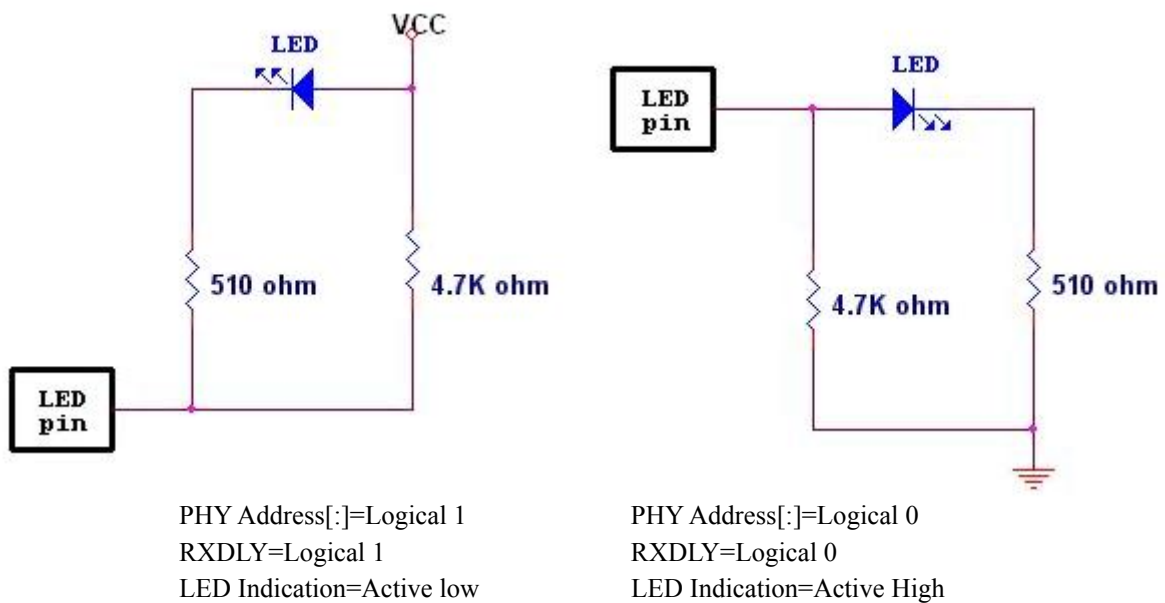 VCC
LED
510 ohm
4.7K ohm
LED
pin
LED
LED
pin
4.7K ohm
510 ohm
PHY Address[:]=Logical 1
RXDLY=Logical 1
LED Indication=Active low
PHY Address[:]=Logical 0
RXDLY=Logical 0
LED Indication=Active High